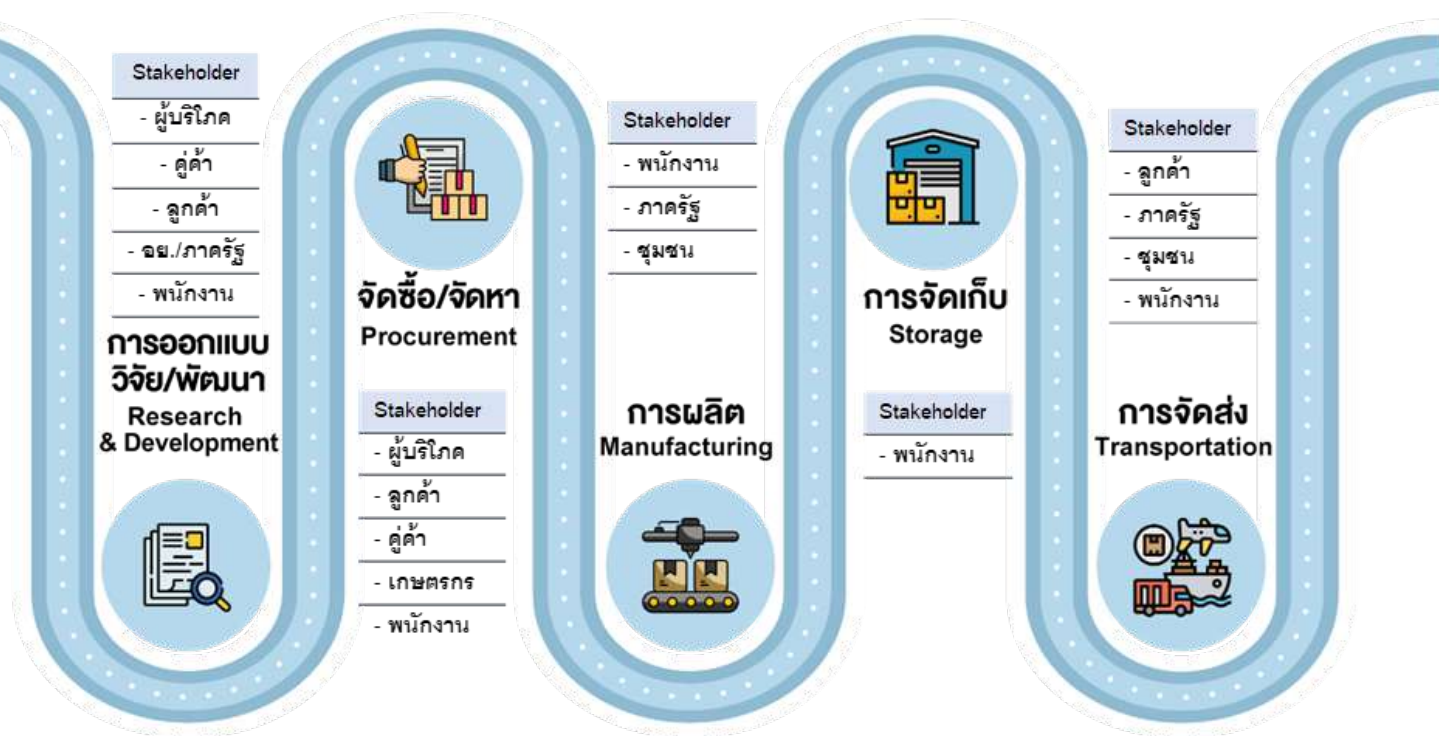 Stakeholder
- ผู้บริโภค
- คู่ค้า
- ลูกค้า
- อย./ภาครัฐ
- พนักงาน
การออกแบบ
วิจัย/พัฒนา
Research
& Development
จัดซื้อ/จัดหา
Procurement
Stakeholder
- ผู้บริโภค
- ลูกค้า
- คู่ค้า
- เกษตรกร
- พนักงาน
Stakeholder
- พนักงาน
- ภาครัฐ
- ชุมชน
การผลิต
Manufacturing
การจัดเก็บ
Storage
Stakeholder
- พนักงาน
Stakeholder
- ลูกค้า
- ภาครัฐ
- ชุมชน
- พนักงาน
การจัดส่ง
Transportation